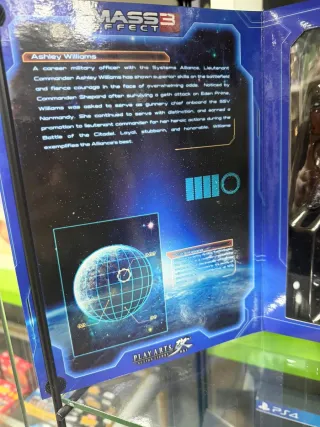 MASS
EFFECT 3
Ashley Williams
A career military officer with the Systems Alliance, Lieutenant
Commander Ashley Williams has shown superior skills on the battlefield
and fierce courage in the face of overwhelming odds. Noticed by
Commander Shepard after surviving a geth attack on Eden Prime,
Williams was asked to serve as gunnery chief onboard the SSV
Normandy. She continued to serve with distinction, and earned a
promotion to lieutenant commander for her heroic actions during the
Battle of the Citadel. Loyal, stubborn, and honorable, Williams
exemplifies the Alliance's best.
PLAY ARTS
PS4